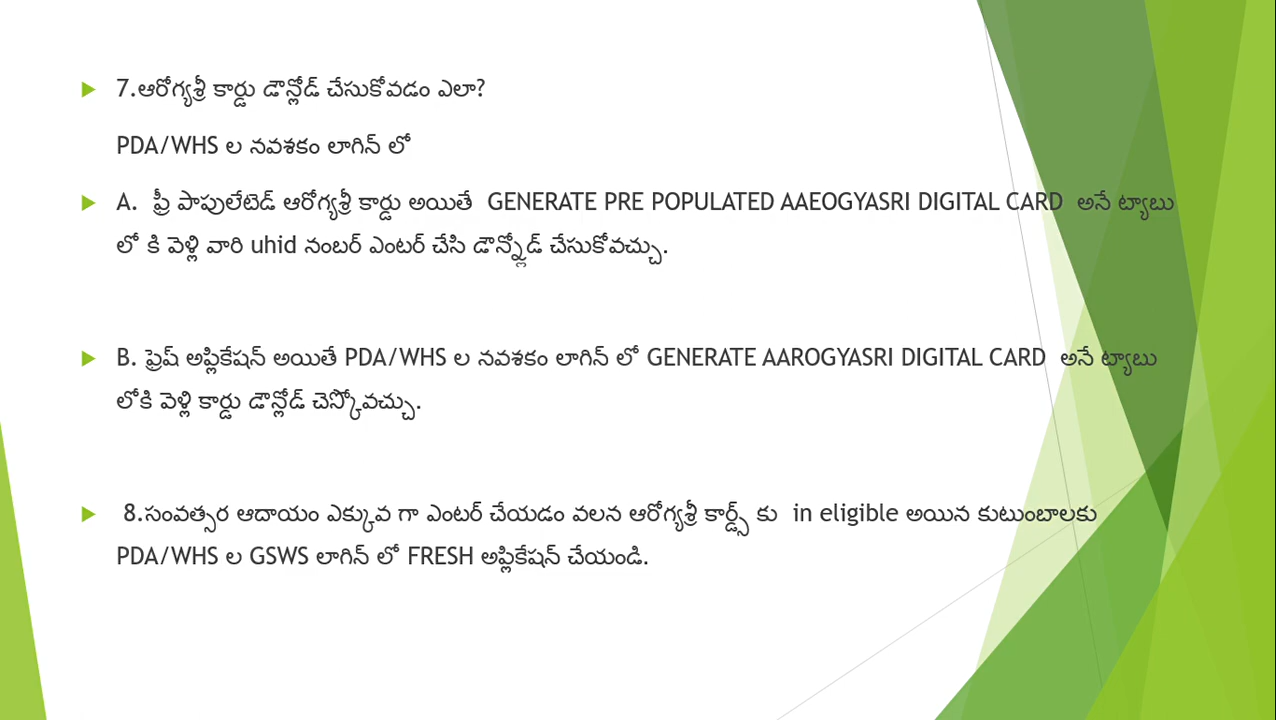 7.ఆరోగ్యశ్రీ కార్డు డౌన్లోడ్ చేసుకోవడం ఎలా?
PDA/WHS ల నవశకం లాగిన్ లో
A. ఫ్రీ పాపులేటెడ్ ఆరోగ్యశ్రీ కార్డు అయితే GENERATE PRE POPULATED AAEOGYASRI DIGITAL CARD అనే ట్యాబు
లో కి వెళ్లి వారి uhid నంబర్ ఎంటర్ చేసి డౌన్న్లోడ్ చేసుకోవచ్చు.
B. ఫ్రెష్ అప్లికేషన్ అయితే PDA/WHS ల నవశకం లాగిన్ లో GENERATE AAROGYASRI DIGITAL CARD అనే ట్యాబు
లోకి వెళ్లి కార్డు డౌన్లోడ్ చెస్కోవచ్చు.
8.సంవత్సర ఆదాయం ఎక్కువ గా ఎంటర్ చేయడం వలన ఆరోగ్యశ్రీ కార్డ్స్ కు in eligible అయిన కుటుంబాలకు
PDA/WHS ల GSWS లాగిన్ లో FRESH అప్లికేషన్ చేయండి.